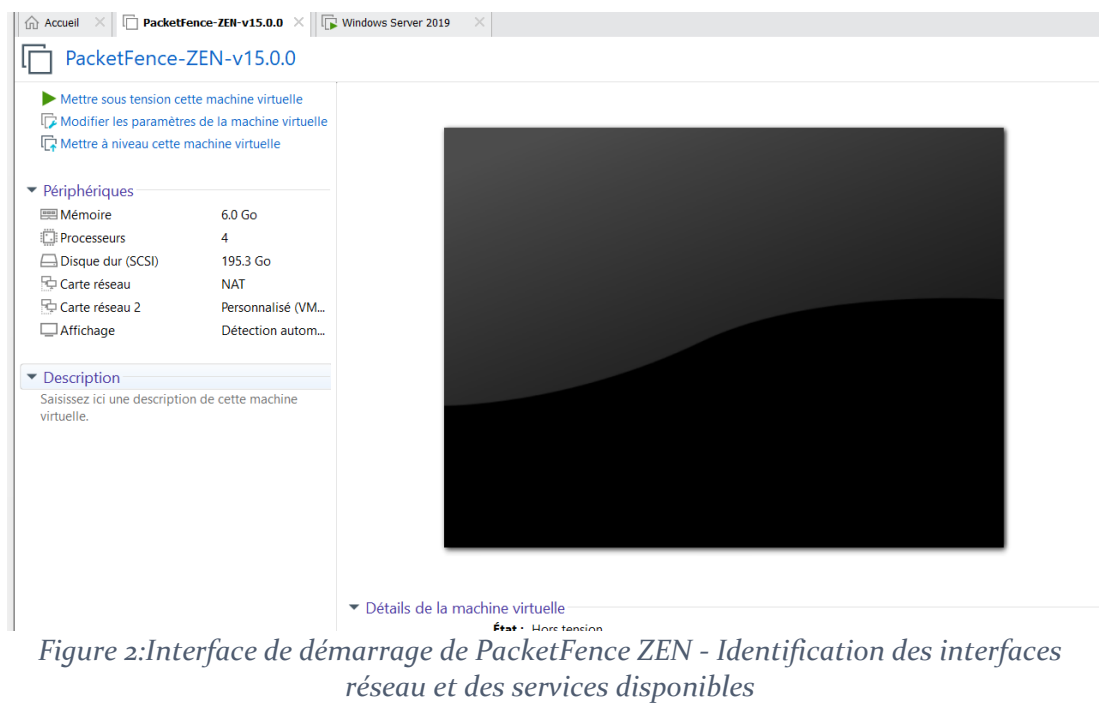 Accueil
PacketFence-ZEN-v15.0.0
Windows Server 2019
PacketFence-ZEN-v15.0.0
Mettre sous tension cette machine virtuelle
Modifier les paramètres de la machine virtuelle
Mettre à niveau cette machine virtuelle
Périphériques
Mémoire 6.0 Go
Processeurs 4
Disque dur (SCSI) 195.3 Go
Carte réseau NAT
Carte réseau 2 Personnalisé (VM...
Affichage Détection autom...
Description
Saisissez ici une description de cette machine
virtuelle.
Détails de la machine virtuelle
État : Hors tension
Figure 2:Interface de démarrage de PacketFence ZEN - Identification des interfaces
réseau et des services disponibles